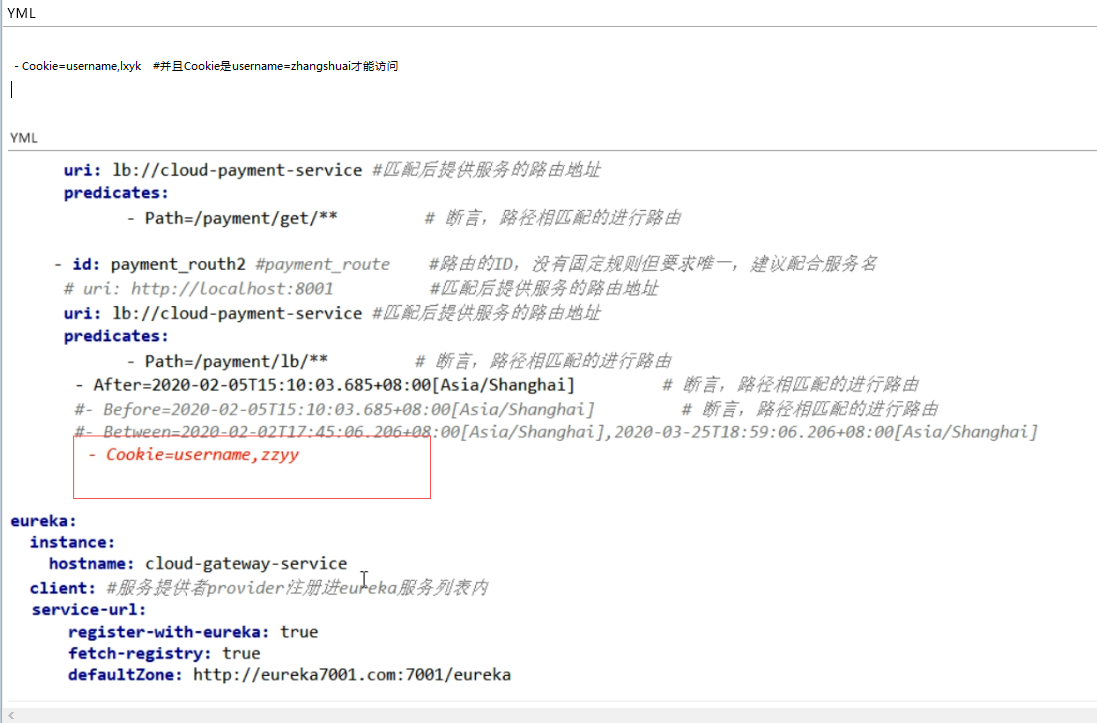 YML
- Cookie=username,lxyk #并且Cookie是username=zhangshuai才能访问
YML
uri: lb://cloud-payment-service #匹配后提供服务的路由地址
predicates:
- Path=/payment/get/** # 断言，路径相匹配的进行路由
- id: payment_routh2 #payment_route #路由的ID，没有固定规则但要求唯一，建议配合服务名
# uri: http://localhost:8001 #匹配后提供服务的路由地址
uri: lb://cloud-payment-service #匹配后提供服务的路由地址
predicates:
- Path=/payment/lb/** # 断言，路径相匹配的进行路由
- After=2020-02-05T15:10:03.685+08:00[Asia/Shanghai] # 断言，路径相匹配的进行路由
#- Before=2020-02-05T15:10:03.685+08:00[Asia/Shanghai] # 断言，路径相匹配的进行路由
#- Between=2020-02-02T17:45:06.206+08:00[Asia/Shanghai],2020-03-25T18:59:06.206+08:00[Asia/Shanghai]
- Cookie=username,zzyy
eureka:
instance:
hostname: cloud-gateway-service
client: #服务提供者provider注册进eureka服务列表内
service-url:
register-with-eureka: true
fetch-registry: true
defaultZone: http://eureka7001.com:7001/eureka